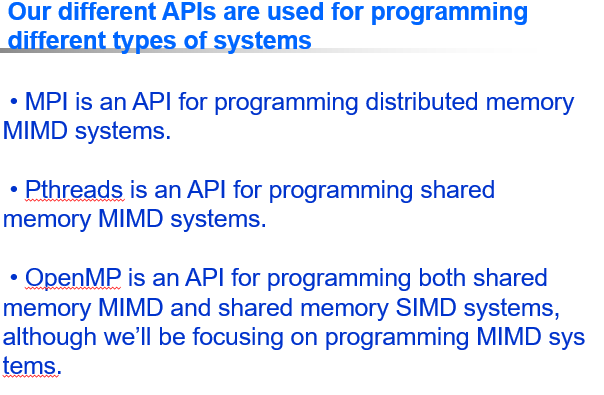 Our different APIs are used for programming
different types of systems
• MPI is an API for programming distributed memory
MIMD systems.
• Pthreads is an API for programming shared
memory MIMD systems.
• OpenMP is an API for programming both shared
memory MIMD and shared memory SIMD systems,
although we’ll be focusing on programming MIMD sys
tems.